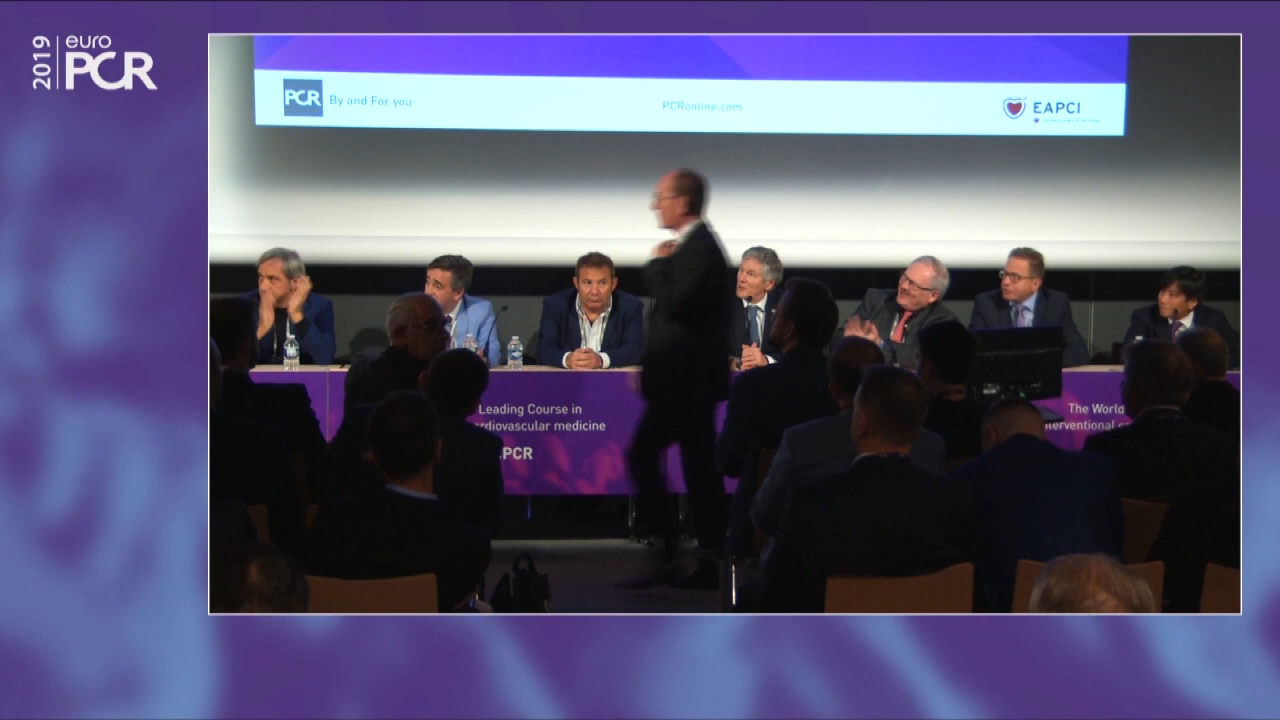 2019
euro
PCR
PCR
By and For you
PCRonline.com
EAPCI
Leading Course in
rdiovascular medicine
PCR
The World
terventional